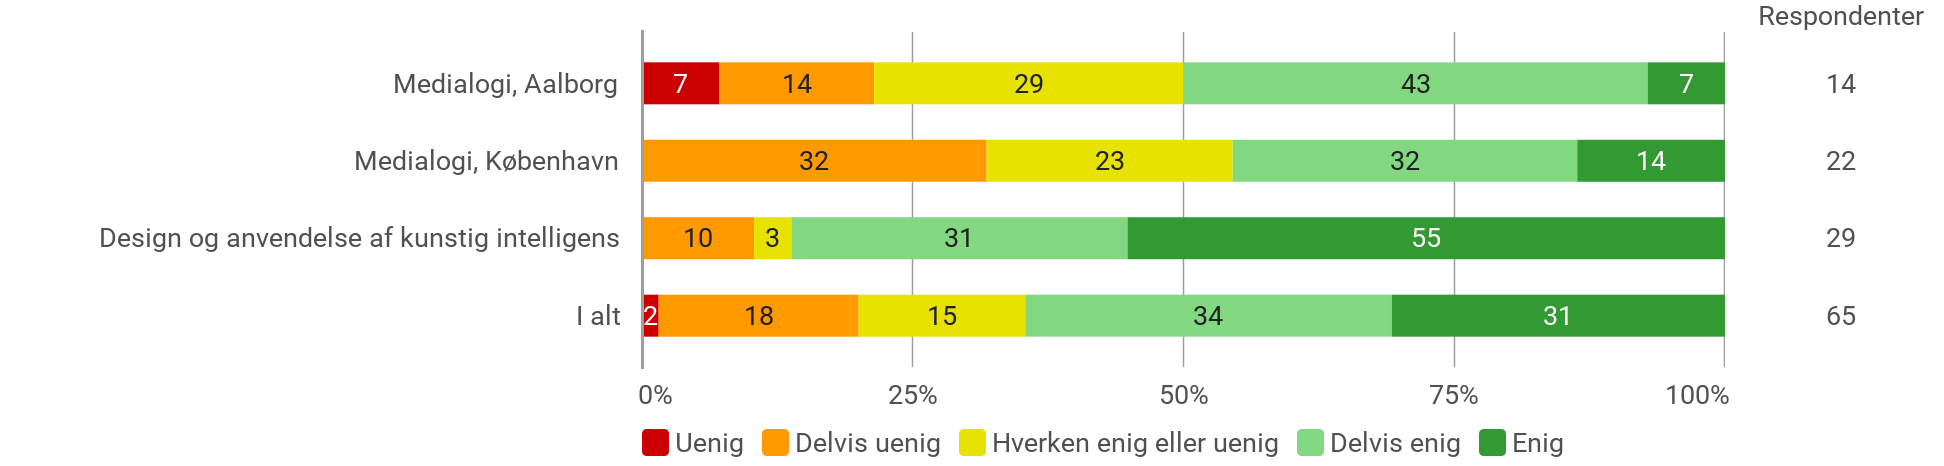 Respondenter
Medialogi, Aalborg 7 14 29 43 7 14
Medialogi, København 32 23 32 14 22
Design og anvendelse af kunstig intelligens 10 3 31 55 29
I alt 2 18 15 34 31 65
0% 25% 50% 75% 100%
Uenig Delvis uenig Hverken enig eller uenig Delvis enig Enig